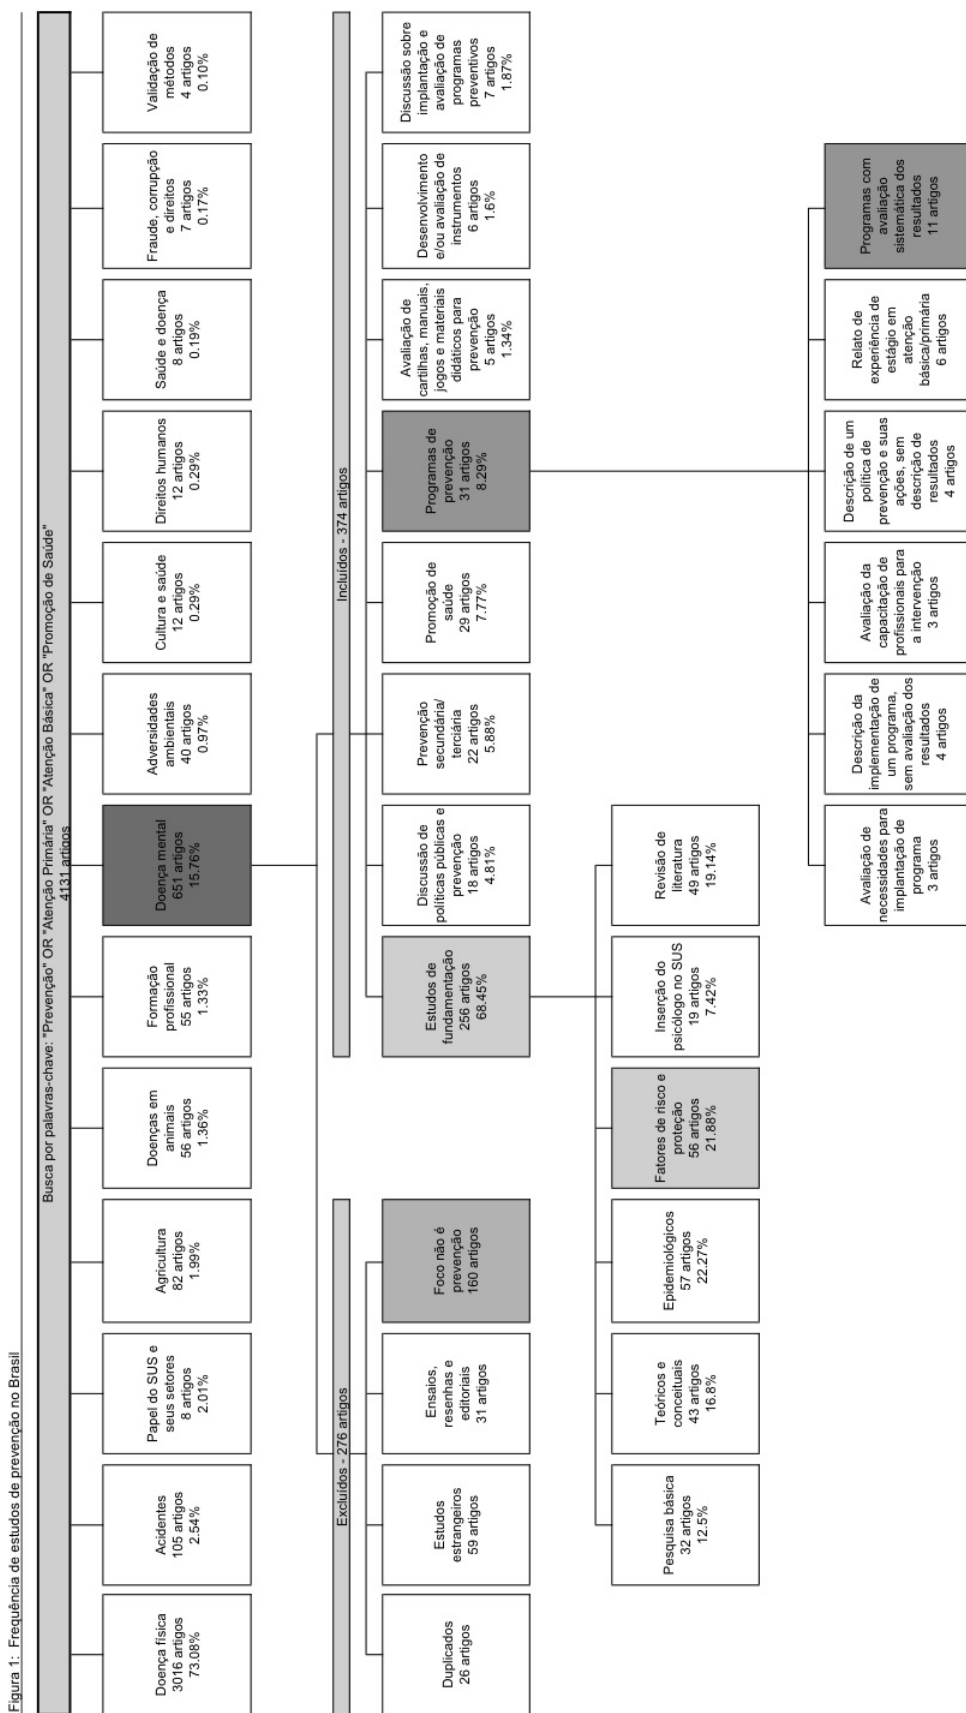 Figura 1: Frequência de estudos de prevenção no Brasil
Busca por palavras-chave: "Prevenção" OR "Atenção Primária" OR "Atenção Básica" OR "Promoção de Saúde"
4131 artigos
Doença física
3016 artigos
73.08%
Acidentes
105 artigos
2.54%
Papel do SUS e
seus setores
8 artigos
2.01%
Agricultura
82 artigos
1.99%
Doenças em
animais
56 artigos
1.36%
Formação
profissional
55 artigos
1.33%
Doença mental
651 artigos
15.76%
Adversidades
ambientais
40 artigos
0.97%
Cultura e saúde
12 artigos
0.29%
Direitos humanos
12 artigos
0.29%
Saúde e doença
8 artigos
0.19%
Fraude, corrupção
e direitos
7 artigos
0.17%
Validação de
métodos
4 artigos
0.10%
Excluídos - 276 artigos
Incluídos - 374 artigos
Duplicados
26 artigos
Estudos
estrangeiros
59 artigos
Ensaios,
resenhas e
editoriais
31 artigos
Foco não é
prevenção
160 artigos
Estudos de
fundamentação
256 artigos
68.45%
Discussão de
políticas públicas e
prevenção
18 artigos
4.81%
Prevenção
secundária/
terciária
22 artigos
5.88%
Promoção de
saúde
29 artigos
7.77%
Programas de
prevenção
31 artigos
8.29%
Avaliação de
cartilhas, manuais,
jogos e materiais
didáticos para
prevenção
5 artigos
1.34%
Desenvolvimento
e/ou avaliação de
instrumentos
6 artigos
1.6%
Discussão sobre
implantação e
avaliação de
programas
preventivos
7 artigos
1.87%
Pesquisa básica
32 artigos
12.5%
Teóricos e
conceituais
43 artigos
16.8%
Epidemiológicos
57 artigos
22.27%
Fatores de risco e
proteção
56 artigos
21.88%
Inserção do
psicólogo no SUS
19 artigos
7.42%
Revisão de
literatura
49 artigos
19.14%
Avaliação de
necessidades para
implantação de
programa
3 artigos
Descrição da
implementação de
um programa,
sem avaliação dos
resultados
4 artigos
Avaliação da
capacitação de
profissionais para
a intervenção
3 artigos
Descrição de um
política de
prevenção e suas
ações, sem
descrição de
resultados
4 artigos
Relato de
experiência de
estágio em
atenção
básica/primária
6 artigos
Programas com
avaliação
sistemática dos
resultados
11 artigos